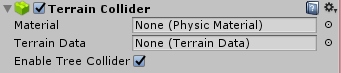 Terrain Collider
Material None (Physic Material)
Terrain Data None (Terrain Data)
Enable Tree Collider